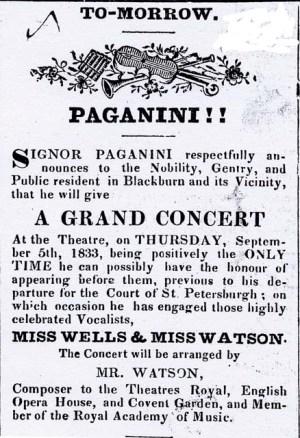 TO-MORROW.
PAGANINI!!
SIGNOR PAGANINI respectfully an-
nounces to the Nobility, Gentry, and
Public resident in Blackburn and its Vicinity,
that he will give
A GRAND CONCERT
At the Theatre, on THURSDAY, Septem-
ber 5th, 1833, being positively the ONLY
TIME he can possibly have the honour of
appearing before them, previous to his de-
parture for the Court of St. Petersburgh; on
which occasion he has engaged those highly
celebrated Vocalists,
MISS WELLS & MISS WATSON.
The Concert will be arranged by
MR. WATSON,
Composer to the Theatres Royal, English
Opera House, and Covent Garden, and Mem-
ber of the Royal Academy of Music.